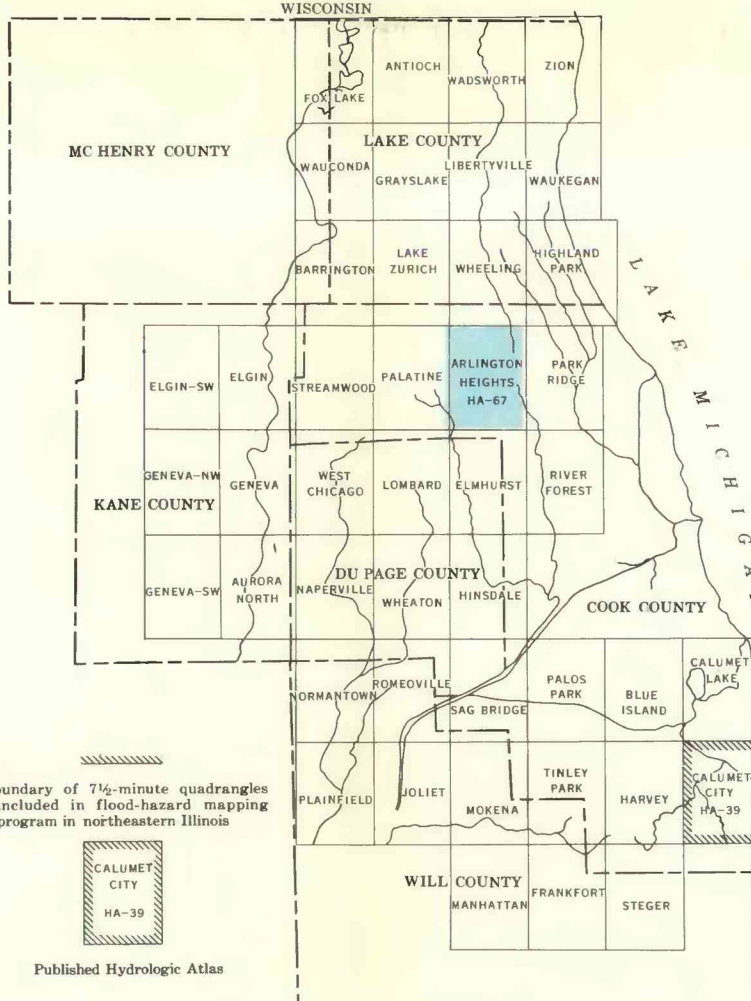 WISCONSIN
ANTIOCH
WADSWORTH
ZION
FOX LAKE
LAKE COUNTY
MC HENRY COUNTY
WAUCONDA
GRAYSLAKE
LIBERTYVILLE
WAUKEGAN
BARRINGTON
LAKE
ZURICH
WHEELING
HIGHLAND
PARK
LAKE MICHIGA
ELGIN-SW
ELGIN
STREAMWOOD
PALATINE
ARLINGTON
HEIGHTS
HA-67
PARK
RIDGE
GENEVA-NW
GENEVA
WEST
CHICAGO
LOMBARD
ELMHURST
RIVER
FOREST
KANE COUNTY
GENEVA-SW
AURORA
NORTH
NAPERVILLE
DU PAGE COUNTY
WHEATON
HINSDALE
COOK COUNTY
NORMANTOWN
ROMEOVILLE
SAG BRIDGE
PALOS
PARK
BLUE
ISLAND
CALUMET
LAKE
PLAINFIELD
JOLIET
MOKENA
TINLEY
PARK
HARVEY
CALUMET
CITY
HA-39
WILL COUNTY
MANHATTAN
FRANKFORT
STEGER
oundary of 7½-minute quadrangles
included in flood-hazard mapping
program in northeastern Illinois
CALUMET
CITY
HA-39
Published Hydrologic Atlas